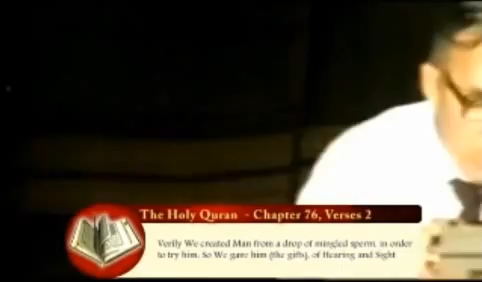 The Holy Quran - Chapter 76, Verses 2
Verily We created Man from a drop of mingled sperm, in order
to try him. So We gave him (the gifts), of Hearing and Sight